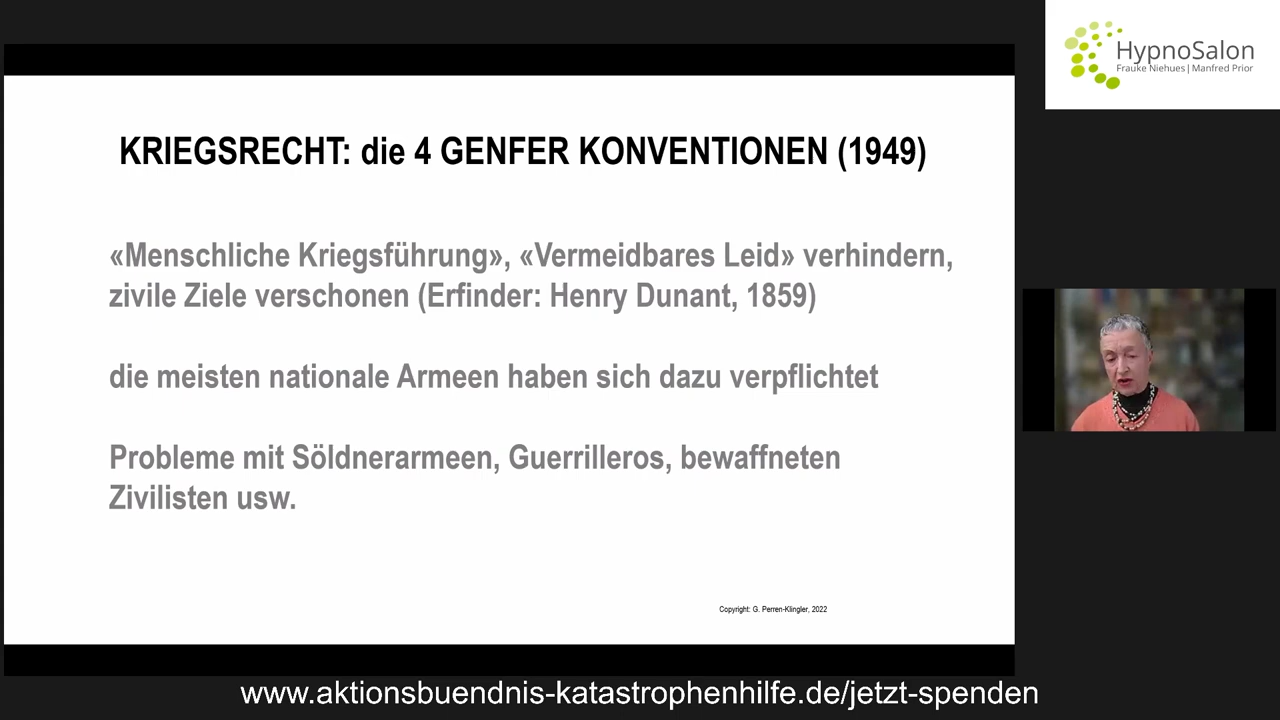 HypnoSalon
Frauke Niehues | Manfred Prior
KRIEGSRECHT: die 4 GENFER KONVENTIONEN (1949)
«Menschliche Kriegsführung», «Vermeidbares Leid» verhindern,
zivile Ziele verschonen (Erfinder: Henry Dunant, 1859)
die meisten nationale Armeen haben sich dazu verpflichtet
Probleme mit Söldnerarmeen, Guerrilleros, bewaffneten
Zivilisten usw.
Copyright: G. Perren-Klingler, 2022
www.aktionsbuendnis-katastrophenhilfe.de/jetzt-spenden